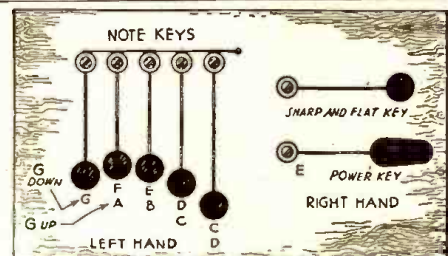 NOTE KEYS
SHARP AND FLAT KEY
E
POWER KEY
RIGHT HAND
G DOWN
G
F
A
E
B
D
C
C
D
G UP
LEFT HAND